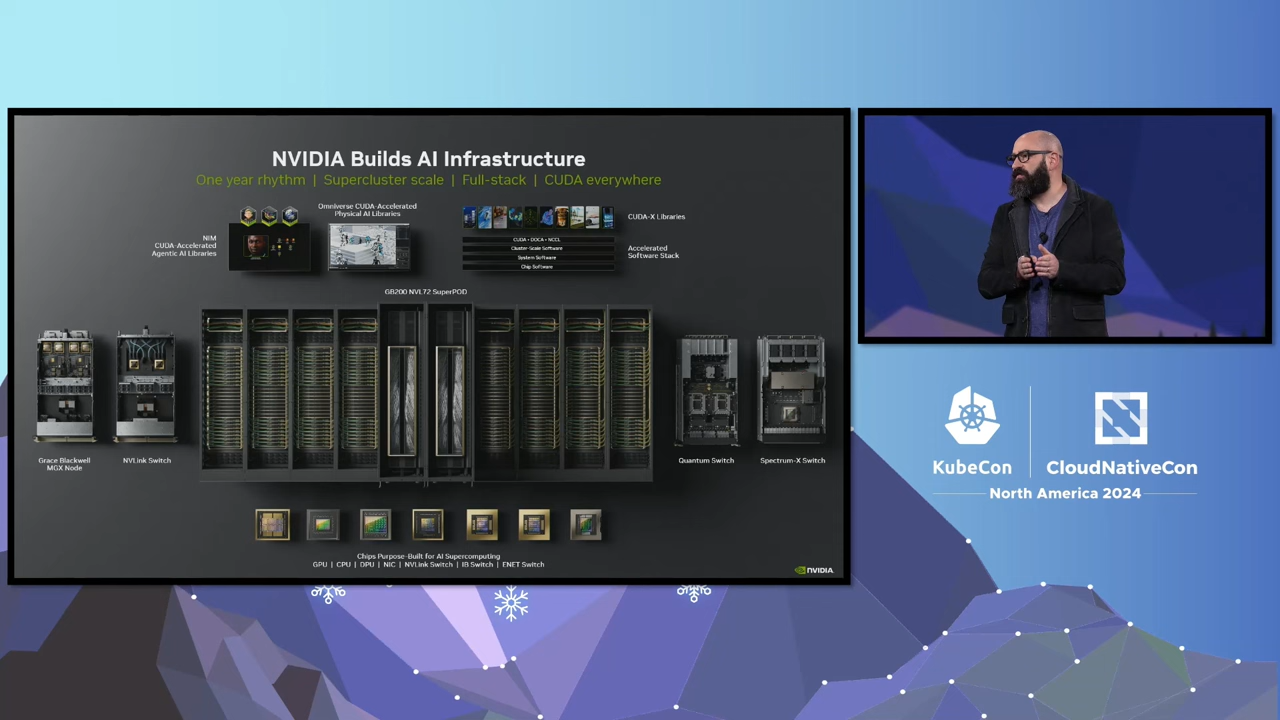 NVIDIA Builds AI Infrastructure
One year rhythm | Supercluster scale | Full-stack | CUDA everywhere
NIM
CUDA-Accelerated
Agentic AI Libraries
Omniverse CUDA-Accelerated
Physical AI Libraries
CUDA-X Libraries
CUDA • DOCA • NCCL
Cluster-Scale Software
System Software
Chip Software
Accelerated
Software Stack
GB200 NVL72 SuperPOD
Grace Blackwell
MGX Node
NVLink Switch
Quantum Switch
Spectrum-X Switch
Chips Purpose-Built for AI Supercomputing
GPU | CPU | DPU | NIC | NVLink Switch | IB Switch | ENET Switch
NVIDIA
KubeCon
CloudNativeCon
North America 2024